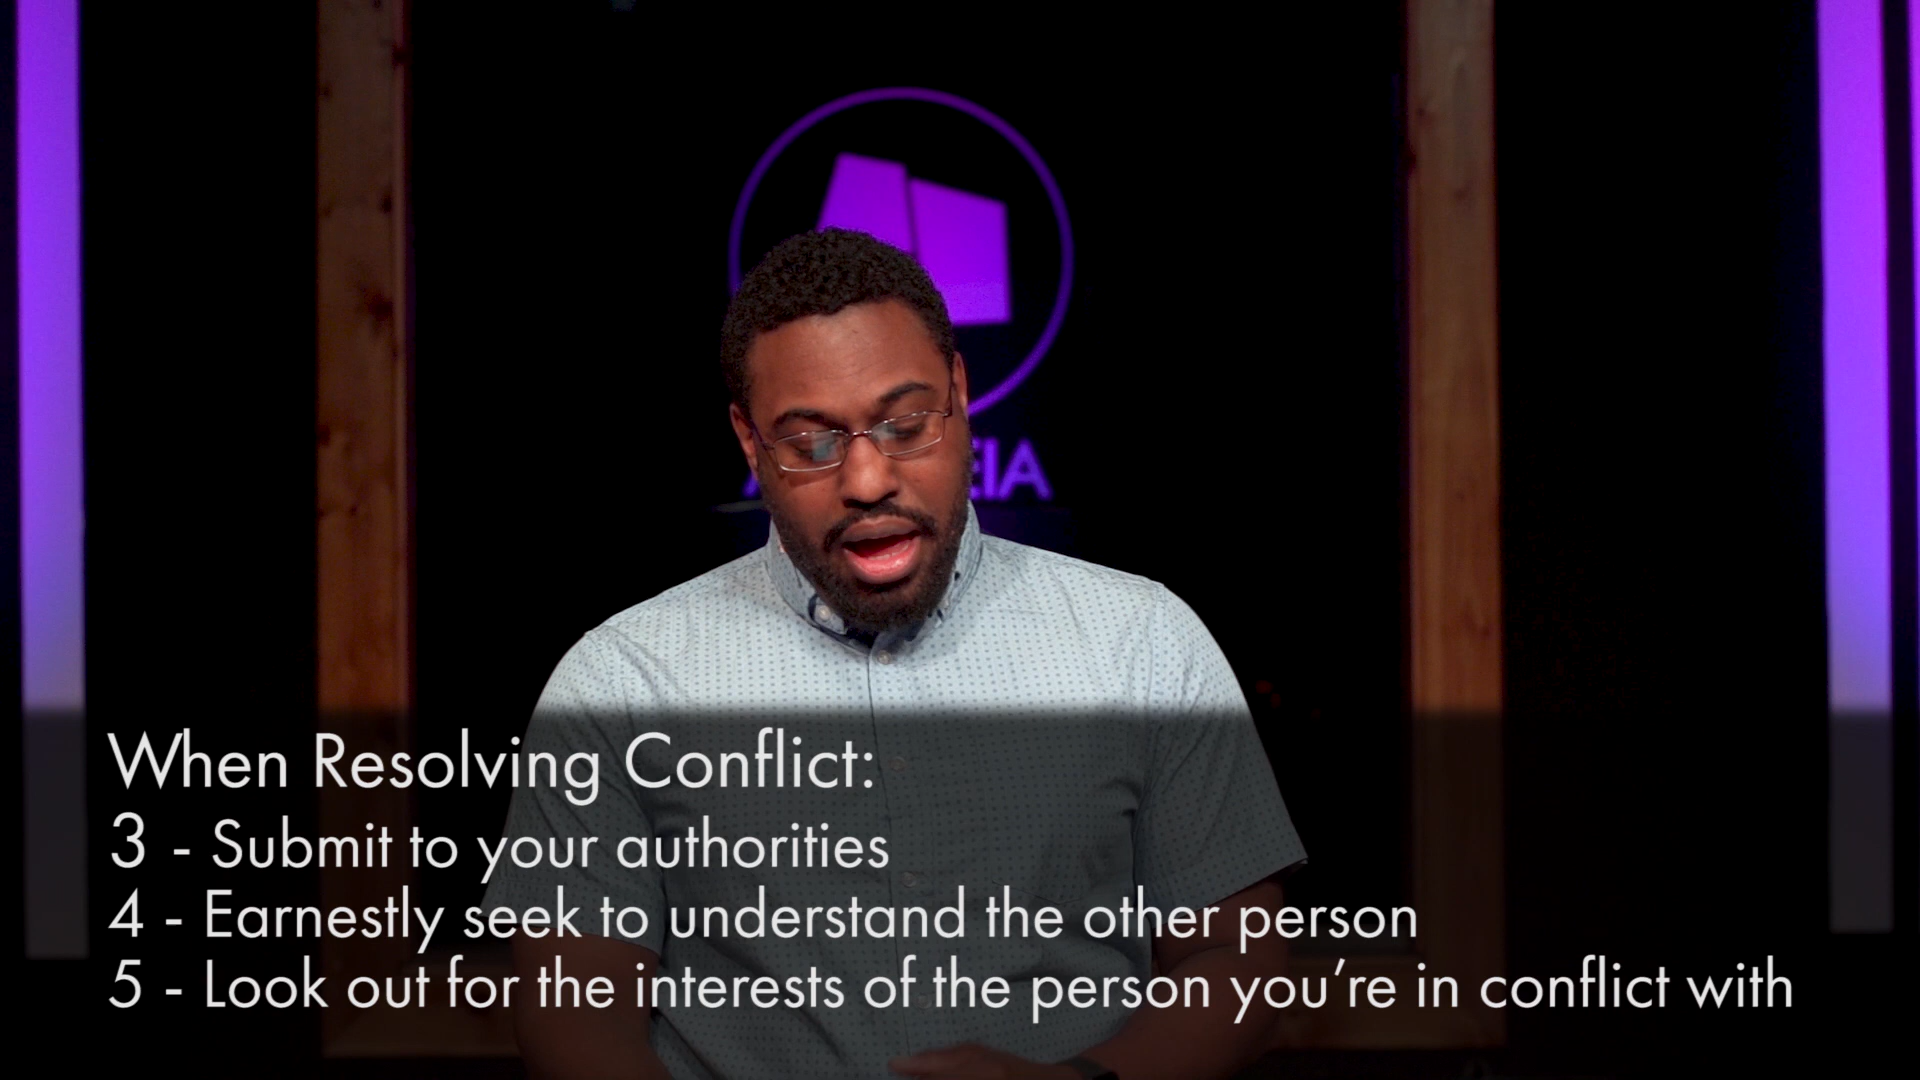 When Resolving Conflict:
3 - Submit to your authorities
4 - Earnestly seek to understand the other person
5 - Look out for the interests of the person you’re in conflict with